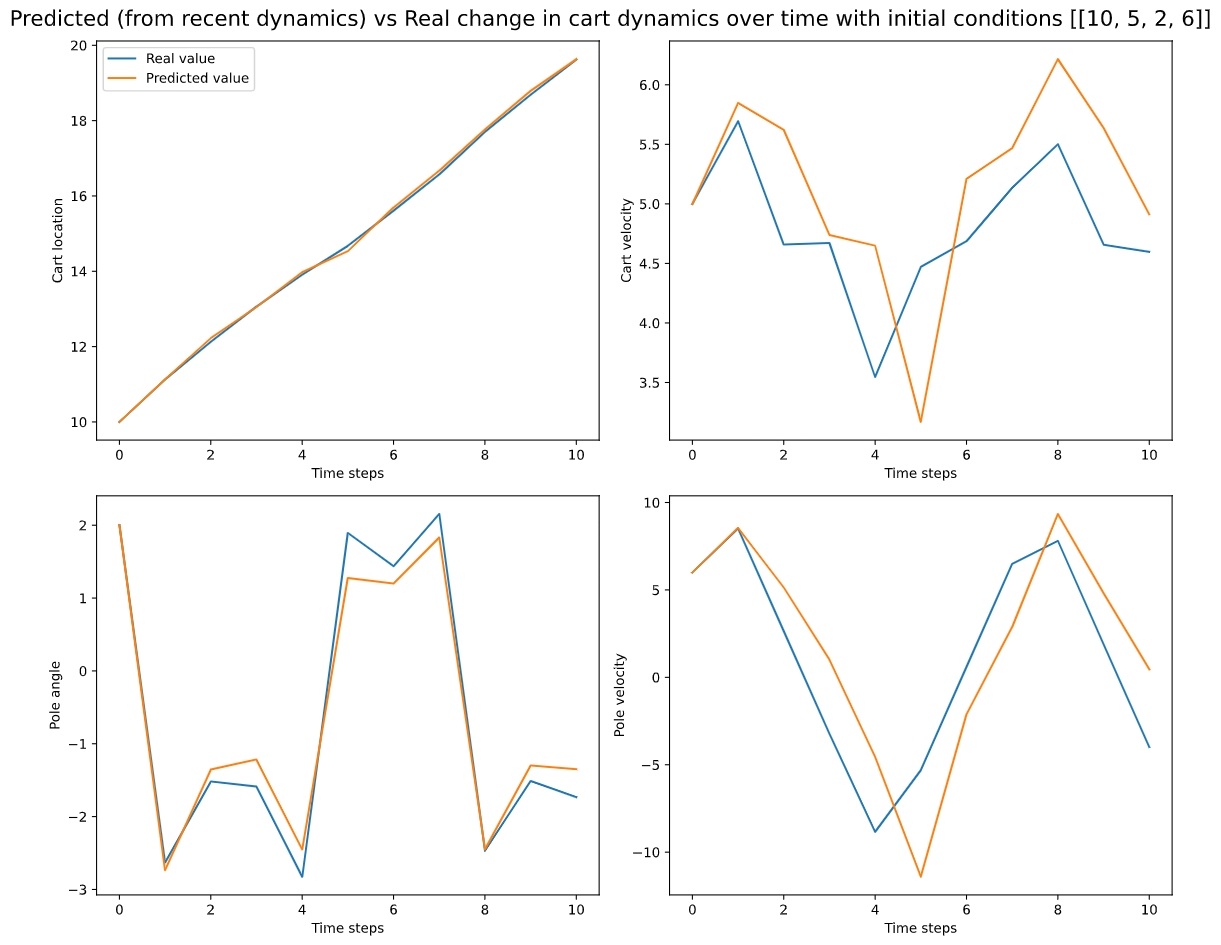 Predicted (from recent dynamics) vs Real change in cart dynamics over time with initial conditions [[10, 5, 2, 6]]
Real value
Predicted value
Cart location
20
18
16
14
12
10
0 2 4 6 8 10
Time steps
Cart velocity
6.0
5.5
5.0
4.5
4.0
3.5
0 2 4 6 8 10
Time steps
Pole angle
2
1
0
−1
−2
−3
0 2 4 6 8 10
Time steps
Pole velocity
10
5
0
−5
−10
0 2 4 6 8 10
Time steps